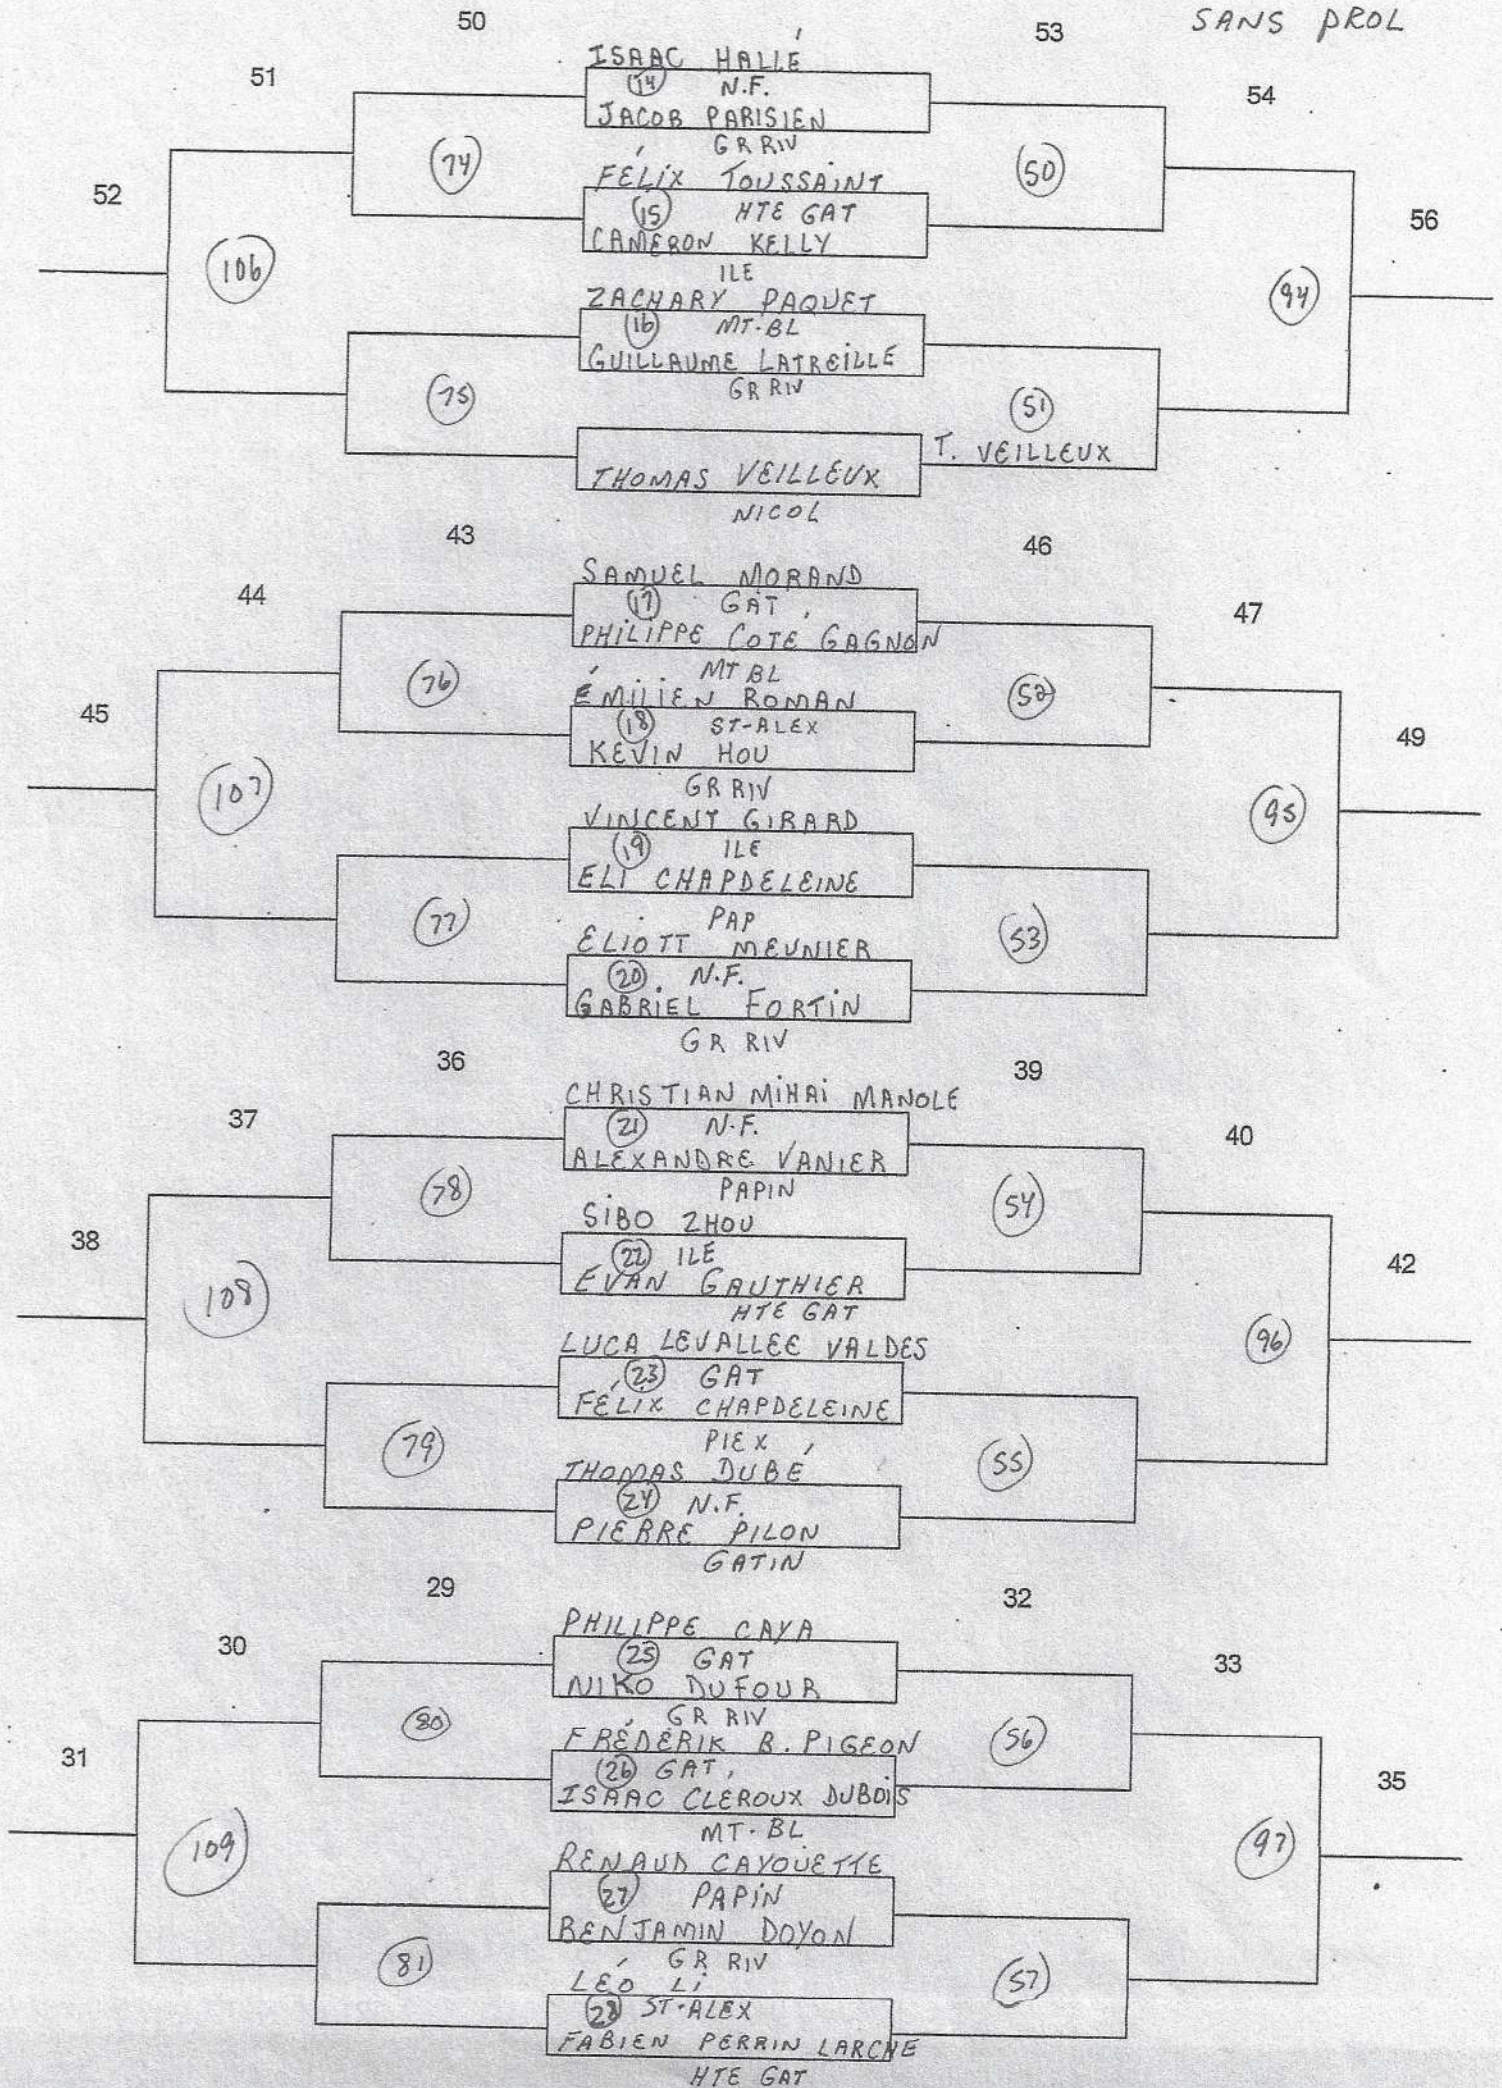 SANS PROL
50
53
51
54
52
56
ISAAC HALLÉ
14 N.F.
JACOB PARISIEN
GR RIV
74
50
FÉLIX TOUSSAINT
15 HTE GAT
CAMERON KELLY
ILE
106
94
ZACHARY PAQUET
16 MT-BL
GUILLAUME LATREILLE
GR RIV
75
51
T. VEILLEUX
THOMAS VEILLEUX
NICOL
43
46
44
47
45
49
SAMUEL MORAND
17 GAT
PHILIPPE COTÉ GAGNON
MT BL
76
52
ÉMILIEN ROMAN
18 ST-ALEX
KEVIN HOU
GR RIV
107
95
VINCENT GIRARD
19 ILE
ELI CHAPDELEINE
PAP
77
53
ELIOTT MEUNIER
20 N.F.
GABRIEL FORTIN
GR RIV
36
39
37
40
38
42
CHRISTIAN MIHAI MANOLE
21 N.F.
ALEXANDRE VANIER
PAPIN
78
54
SIBO ZHOU
22 ILE
EVAN GAUTHIER
HTE GAT
108
96
LUCA LEVALLEE VALDES
23 GAT
FÉLIX CHAPDELEINE
PIEX
79
55
THOMAS DUBÉ
24 N.F.
PIERRE PILON
GATIN
29
32
30
33
31
35
PHILIPPE CAYA
25 GAT
NIKO DUFOUR
GR RIV
80
56
FRÉDÉRIK B. PIGEON
26 GAT
ISAAC CLÉROUX DUBOIS
MT-BL
109
97
RENAUD CAYOUETTE
27 PAPIN
BENJAMIN DOYON
GR RIV
81
57
LÉO LI
28 ST-ALEX
FABIEN PERRIN LARCHE
HTE GAT